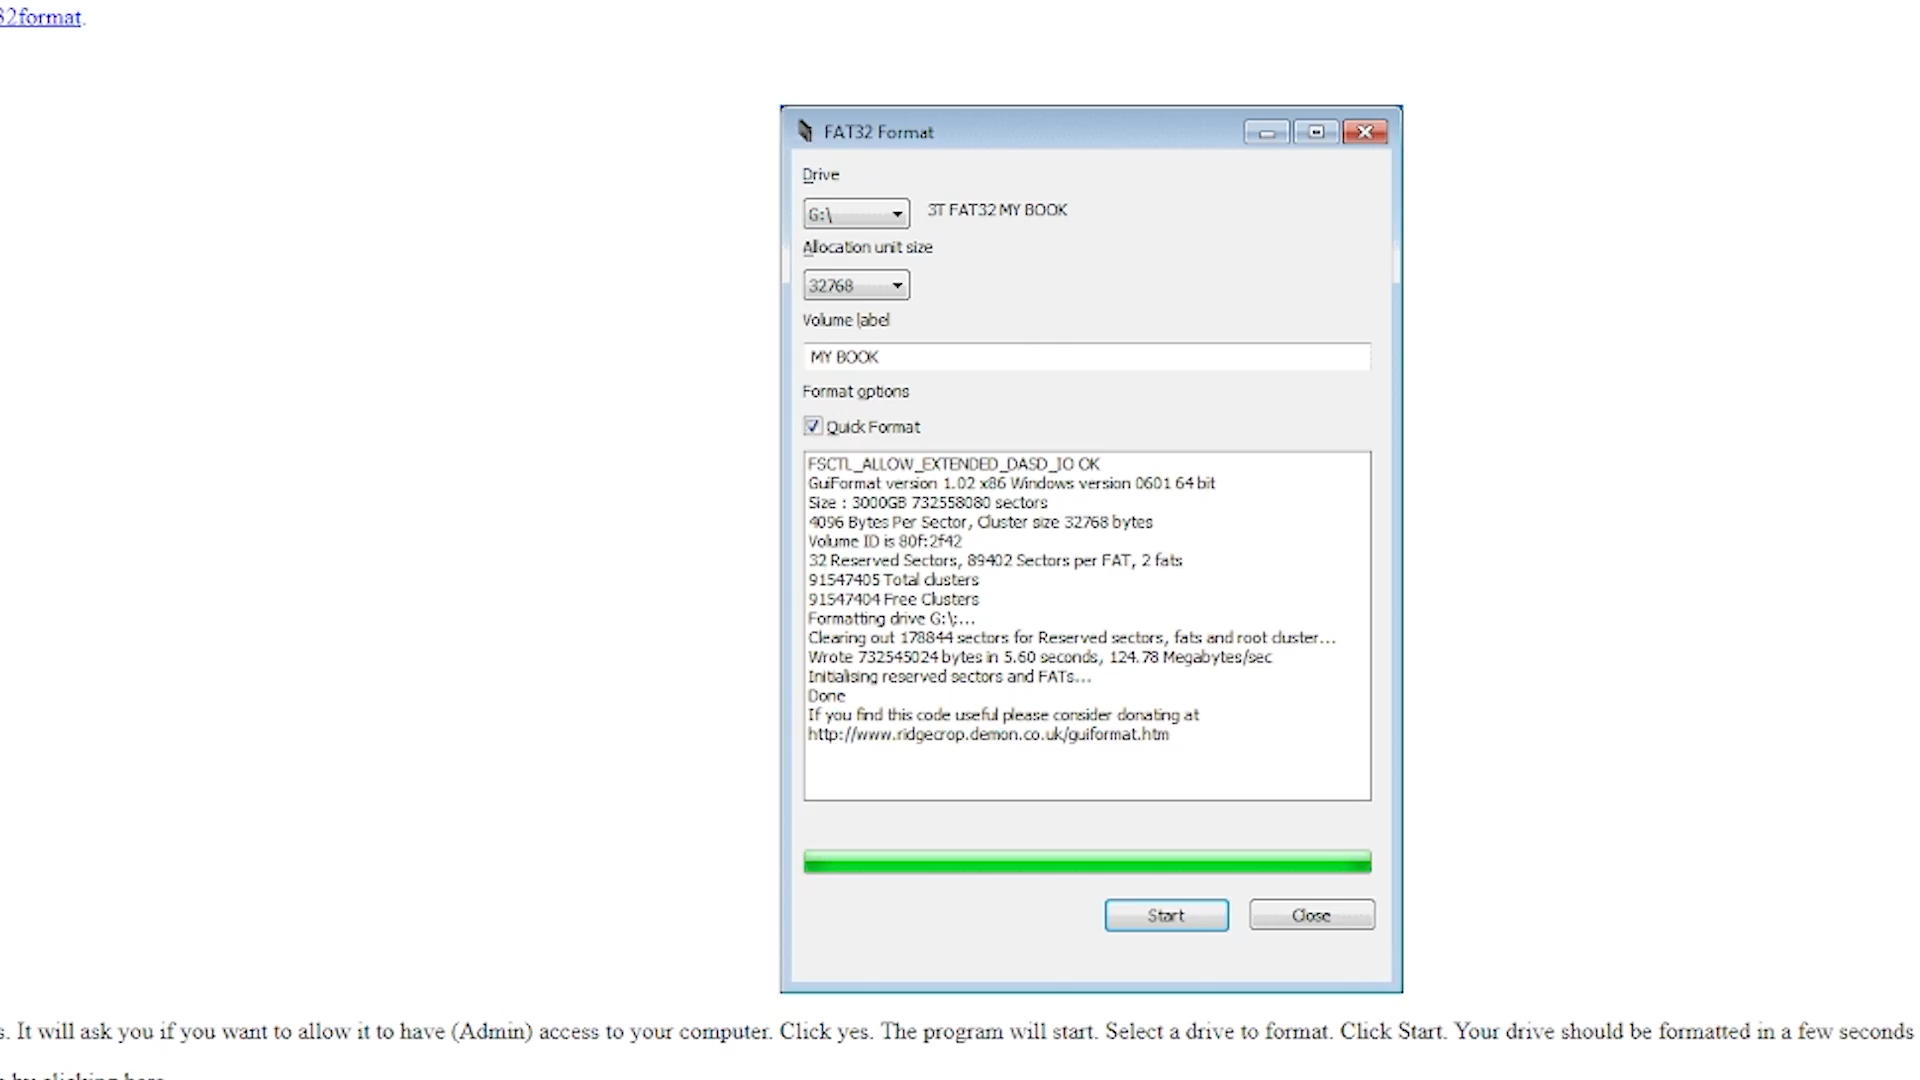 32format.
FAT32 Format
Drive
G:\ 3T FAT32 MY BOOK
Allocation unit size
32768
Volume label
MY BOOK
Format options
Quick Format
FSCTL_ALLOW_EXTENDED_DASD_IO OK
GuiFormat version 1.02 x86 Windows version 0601 64 bit
Size : 3000GB 732558080 sectors
4096 Bytes Per Sector, Cluster size 32768 bytes
Volume ID is 80f:2f42
32 Reserved Sectors, 89402 Sectors per FAT, 2 fats
91547405 Total clusters
91547404 Free Clusters
Formatting drive G:\:...
Clearing out 178844 sectors for Reserved sectors, fats and root cluster...
Wrote 732545024 bytes in 5.60 seconds, 124.78 Megabytes/sec
Initialising reserved sectors and FATs...
Done
If you find this code useful please consider donating at
http://www.ridgecrop.demon.co.uk/guiformat.htm
Start Close
s. It will ask you if you want to allow it to have (Admin) access to your computer. Click yes. The program will start. Select a drive to format. Click Start. Your drive should be formatted in a few seconds
by clicking here